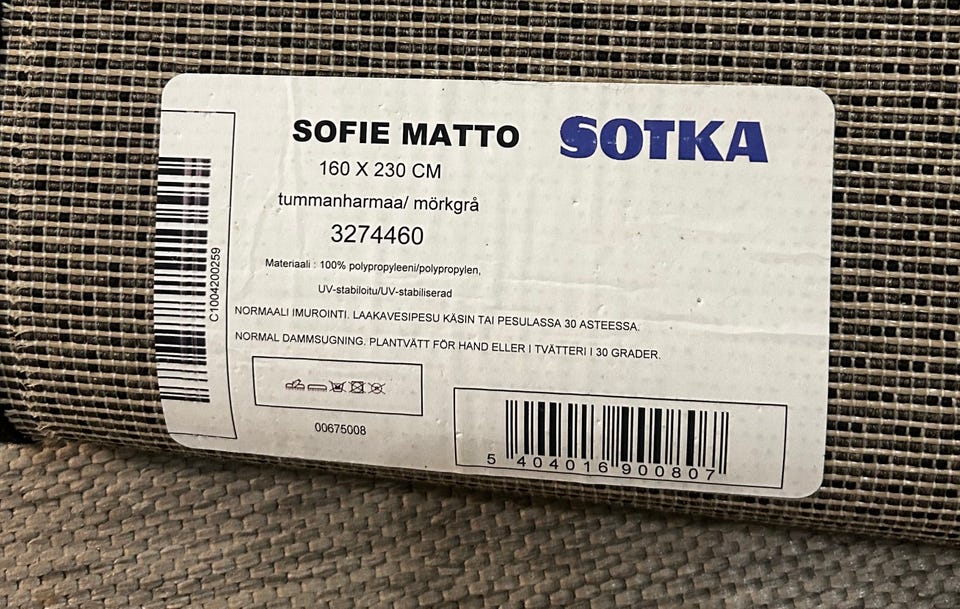 SOFIE MATTO
SOTKA
160 X 230 CM
tummanharmaa/ mörkgrå
3274460
Materiaali : 100% polypropyleeni/polypropylen,
UV-stabiloitu/UV-stabiliserad
NORMAALI IMUROINTI. LAAKAVESIPESU KÄSIN TAI PESULASSA 30 ASTEESSA.
NORMAL DAMMSUGNING. PLANTVÄTT FÖR HAND ELLER I TVÄTTERI I 30 GRADER.
00675008
C1004200259
5 404016 900807